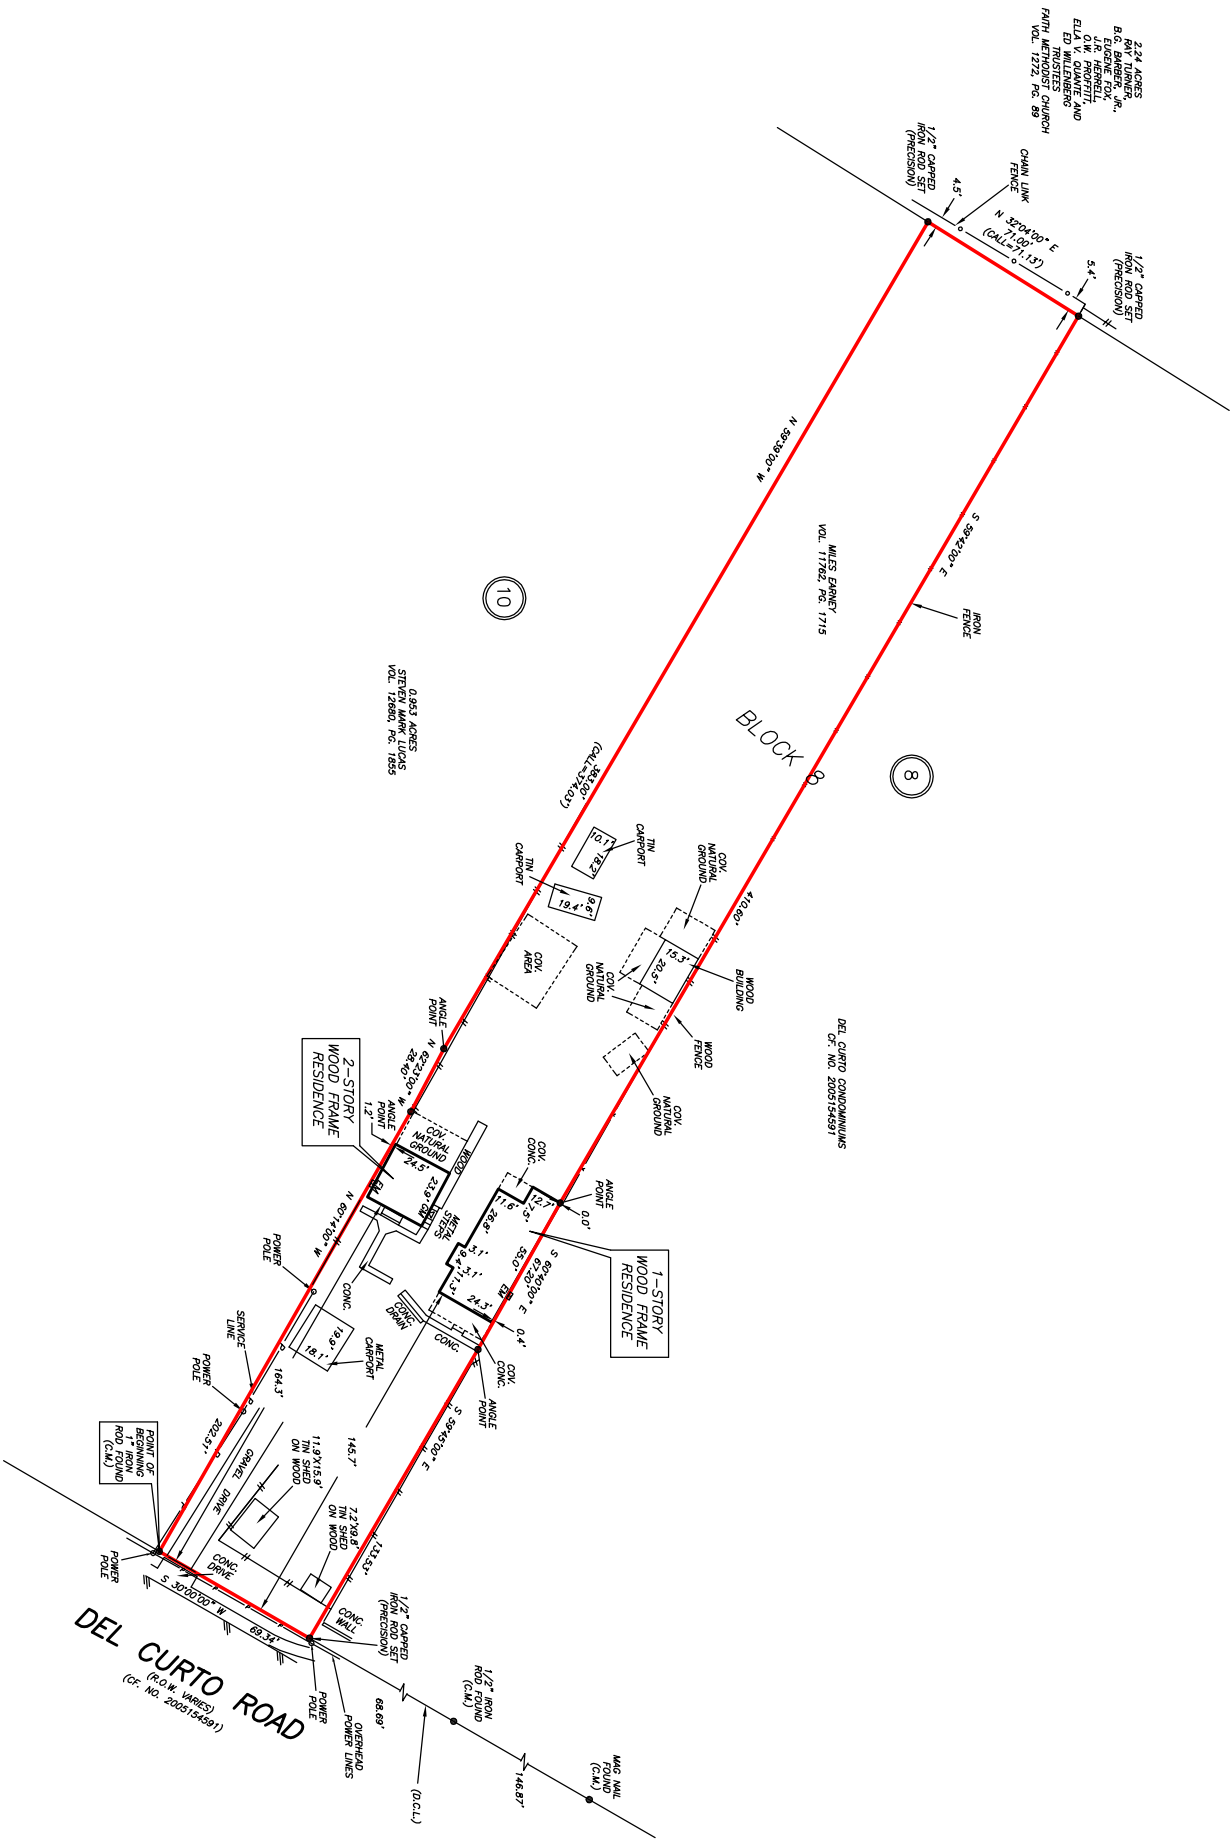 2.24 ACRES
RAY TURNER,
B.G. BARBER, JR.,
EUGENE FOX,
J.R. HERRELL,
O.W. PROFFITT,
ELLA V. QUANTE AND
ED WILLENBERG
TRUSTEES
FAITH METHODIST CHURCH
VOL. 1272, PG. 89
1/2" CAPPED
IRON ROD SET
(PRECISION)
CHAIN LINK
FENCE
4.5'
N 32°04'00" E
71.00'
(CALL=71.13')
5.4'
1/2" CAPPED
IRON ROD SET
(PRECISION)
N 59°39'00" W
S 59°42'00" E
IRON
FENCE
MILES EARNEY
VOL. 11762, PG. 1715
10
0.953 ACRES
STEVEN MARK LUCAS
VOL. 12680, PG. 1855
BLOCK 8
8
383.00'
(CALL=374.03')
410.60'
TIN
CARPORT
10.1'
18.2'
TIN
CARPORT
9.6'
19.4'
COV.
NATURAL
GROUND
15.3'
20.5'
WOOD
BUILDING
COV.
NATURAL
GROUND
COV.
AREA
WOOD
FENCE
COV.
NATURAL
GROUND
DEL CURTO CONDOMINIUMS
CF. NO. 2005154591
ANGLE
POINT
N 62°23'00" W
28.40'
ANGLE
POINT
1.2'
2-STORY
WOOD FRAME
RESIDENCE
COV.
NATURAL
GROUND
WOOD
24.5'
23.9'
EM
GM
METAL
STEPS
COV.
CONC.
ANGLE
POINT
0.0'
12.7'
7.5'
11.6'
26.8'
3.1'
9.4'
3.1'
11.3'
24.3'
55.0'
S 60°40'00" E
67.20'
EM
0.4'
1-STORY
WOOD FRAME
RESIDENCE
CONC.
DRAIN
CONC.
COV.
CONC.
ANGLE
POINT
N 60°14'00" W
POWER
POLE
CONC.
19.9'
18.1'
METAL
CARPORT
SERVICE
LINE
POWER
POLE
164.3'
202.51'
145.7'
S 59°45'00" E
133.53'
GRAVEL DRIVE
11.9'X15.9'
TIN SHED
ON WOOD
7.2'X9.8'
TIN SHED
ON WOOD
POINT OF
BEGINNING
1" IRON
ROD FOUND
(C.M.)
POWER
POLE
CONC.
DRIVE
S 30°00'00" W
69.34'
CONC.
WALL
1/2" CAPPED
IRON ROD SET
(PRECISION)
DEL CURTO ROAD
(R.O.W. VARIES)
(CF. NO. 2005154591)
POWER
POLE
OVERHEAD
POWER LINES
68.69'
1/2" IRON
ROD FOUND
(C.M.)
(D.C.L.)
146.87'
MAG NAIL
FOUND
(C.M.)